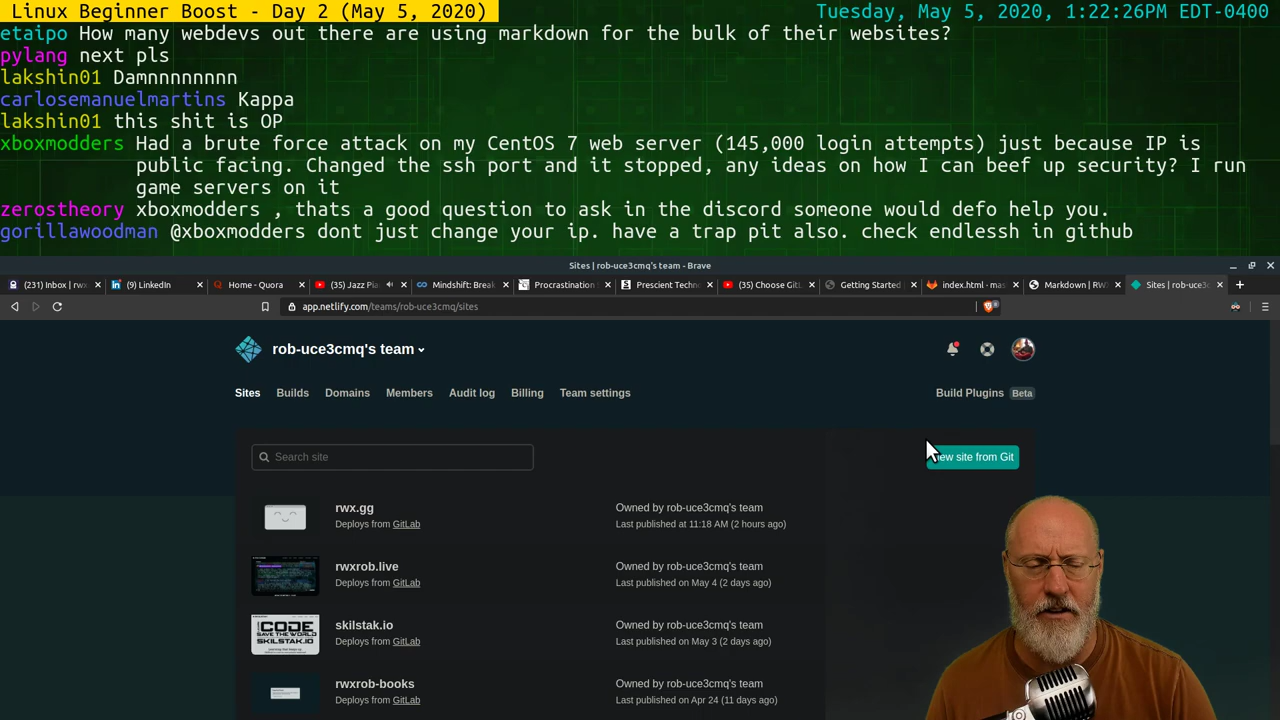 Linux Beginner Boost - Day 2 (May 5, 2020)
Tuesday, May 5, 2020, 1:22:26PM EDT-0400
etaipo How many webdevs out there are using markdown for the bulk of their websites?
pylang next pls
lakshin01 Damnnnnnnnn
carlosemanuelmartins Kappa
lakshin01 this shit is OP
xboxmodders Had a brute force attack on my CentOS 7 web server (145,000 login attempts) just because IP is
public facing. Changed the ssh port and it stopped, any ideas on how I can beef up security? I run
game servers on it
zerostheory xboxmodders , thats a good question to ask in the discord someone would defo help you.
gorillawoodman @xboxmodders dont just change your ip. have a trap pit also. check endlessh in github
Sites | rob-uce3cmq's team - Brave
(231) Inbox | rwx
(9) LinkedIn
Home - Quora
(35) Jazz Pia
Mindshift: Break
Procrastination
Prescient Techno
(35) Choose GitL
Getting Started
index.html - mas
Markdown | RWX
Sites | rob-uce3c
app.netlify.com/teams/rob-uce3cmq/sites
rob-uce3cmq's team
Sites
Builds
Domains
Members
Audit log
Billing
Team settings
Build Plugins
Beta
Search site
site from Git
rwx.gg
Owned by rob-uce3cmq's team
Deploys from GitLab
Last published at 11:18 AM (2 hours ago)
rwxrob.live
Owned by rob-uce3cmq's team
Deploys from GitLab
Last published on May 4 (2 days ago)
CODE
SAVE THE WORLD
SKILSTAK.IO
skilstak.io
Owned by rob-uce3cmq's team
Deploys from GitLab
Last published on May 3 (2 days ago)
rwxrob-books
Owned by rob-uce3cmq's team
Deploys from GitLab
Last published on Apr 24 (11 days ago)